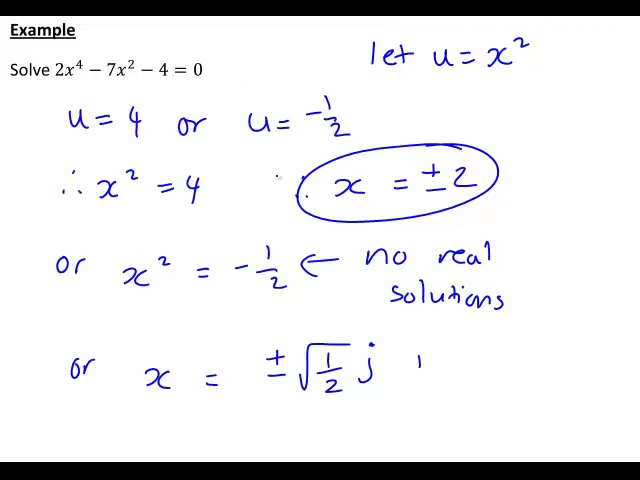 Example
let u = x²
Solve 2x⁴ − 7x² − 4 = 0
u = 4 or u = -1/2
∴ x² = 4 ∴ x = ±2
or x² = -1/2 ← no real
solutions
or x = ±√(1/2) j